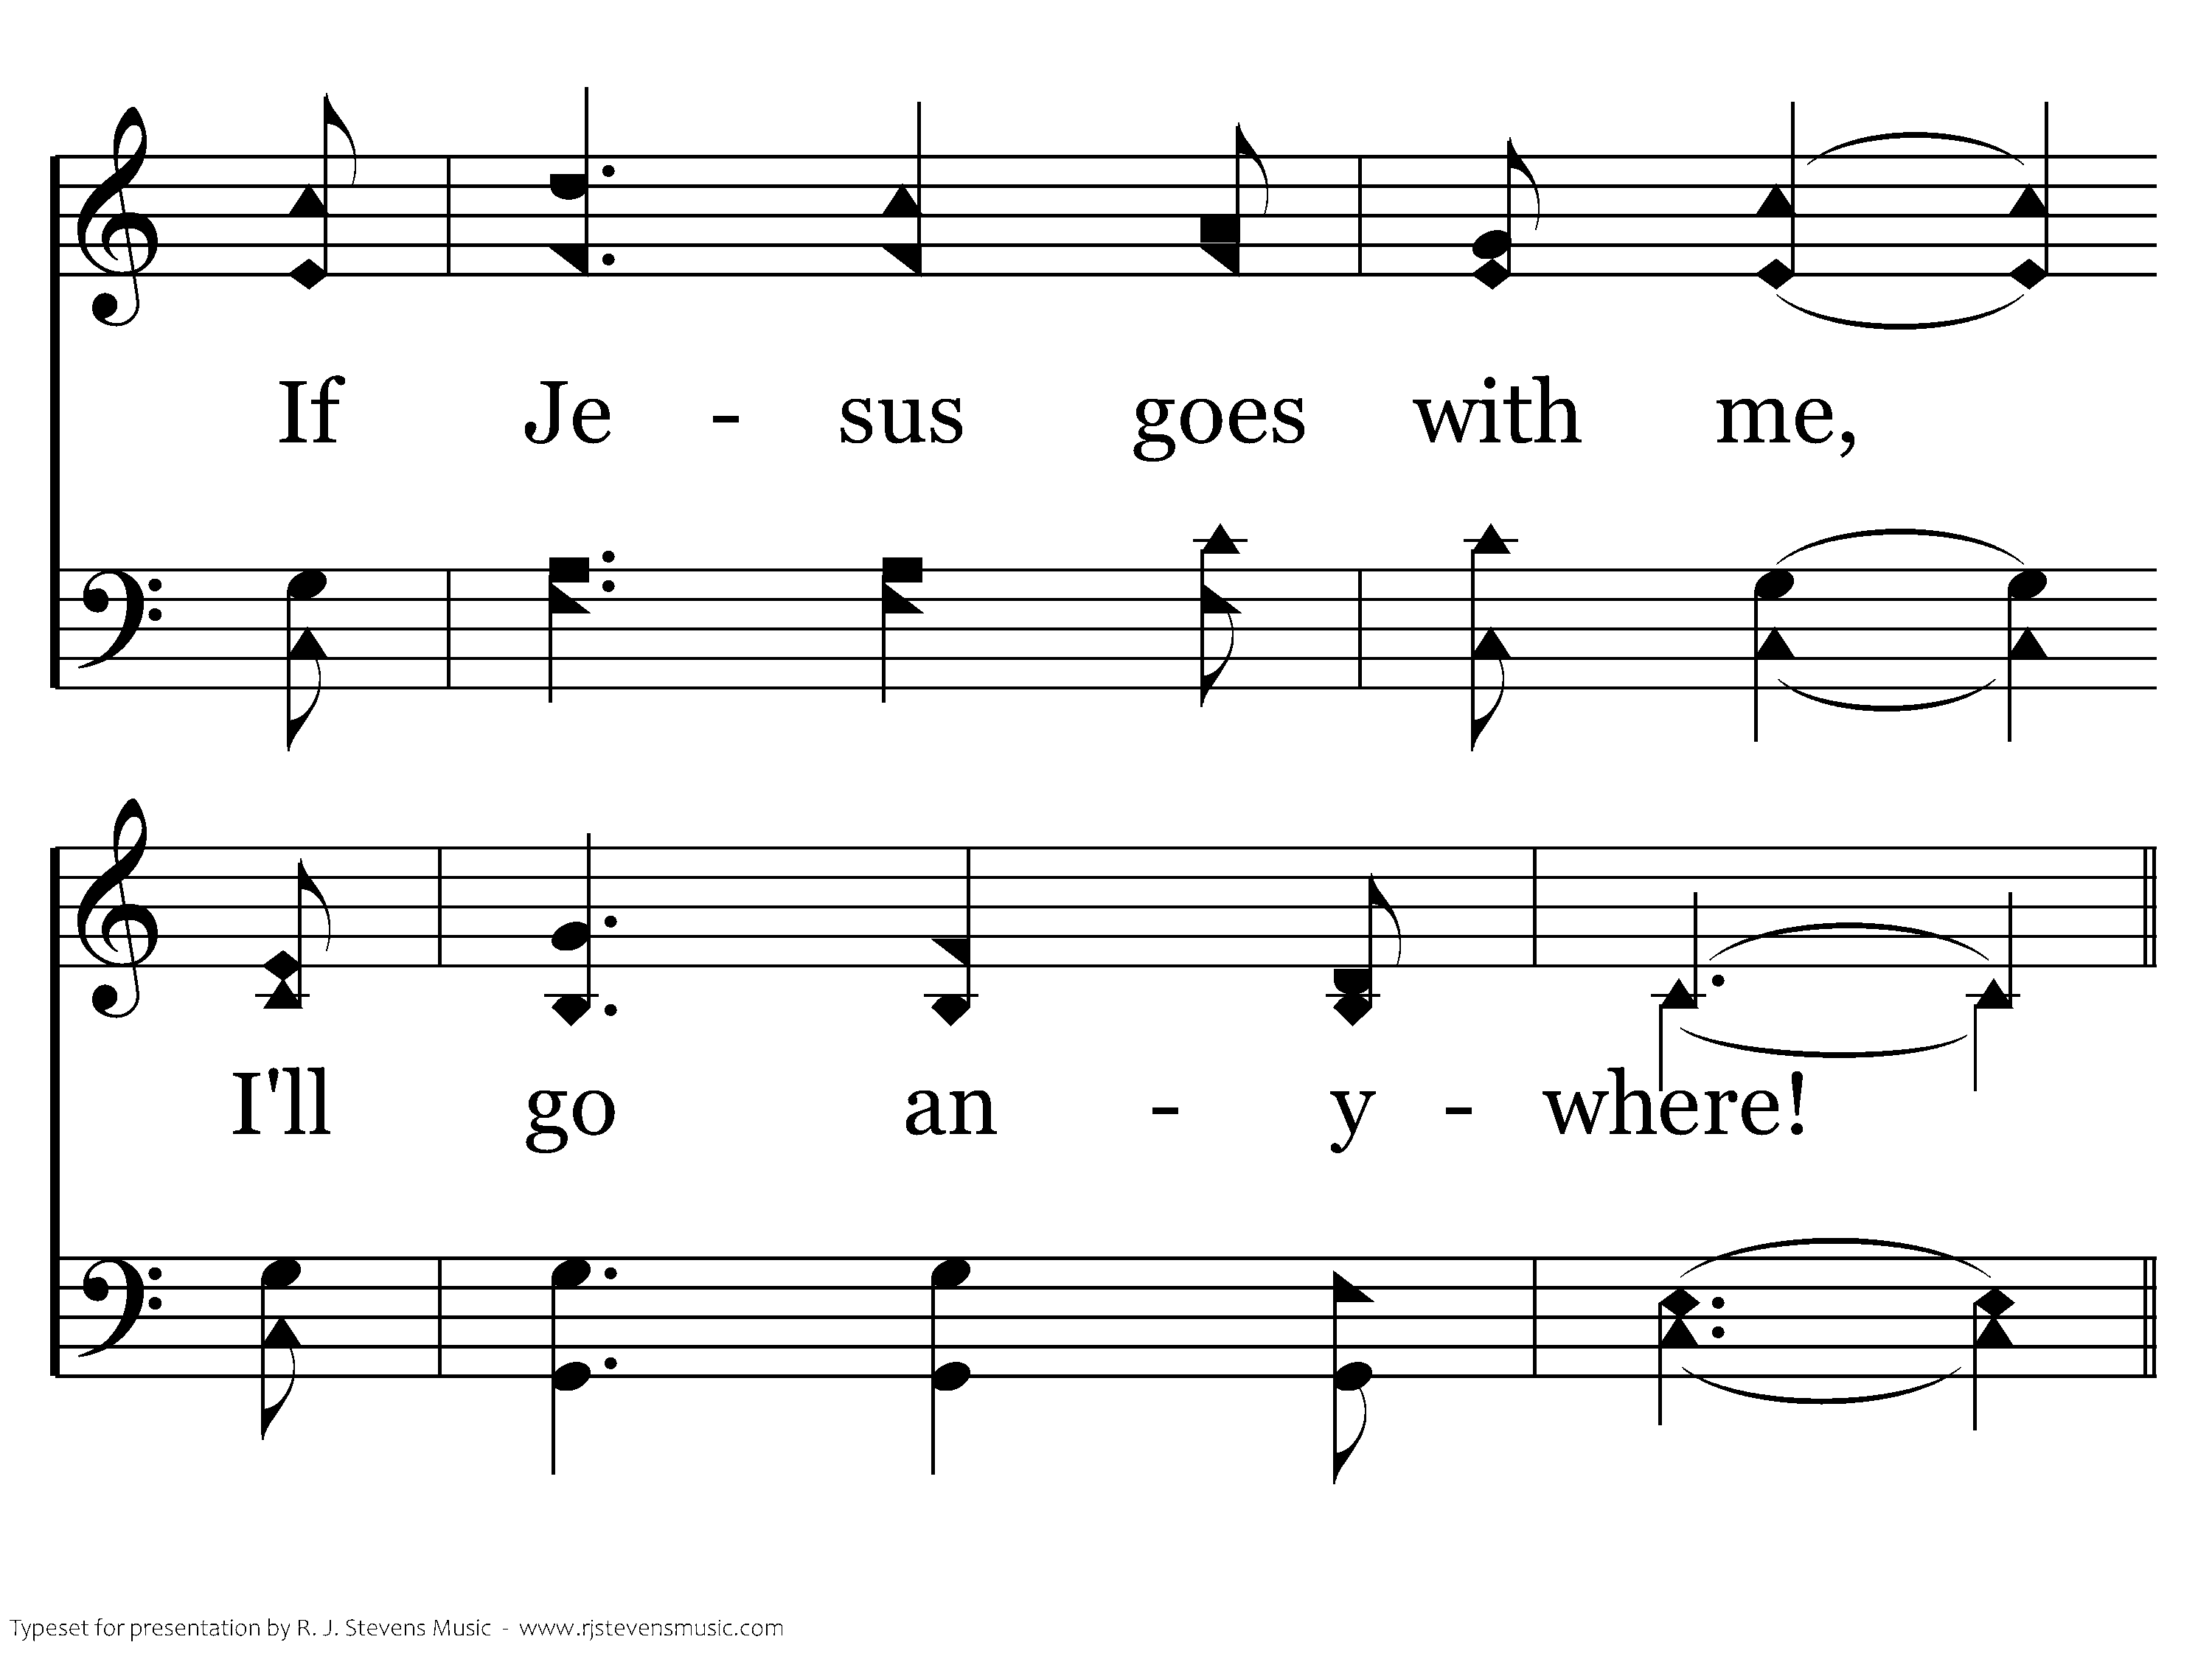 If Je - sus goes with me,
I'll go an - y - where!
Typeset for presentation by R. J. Stevens Music - www.rjstevensmusic.com